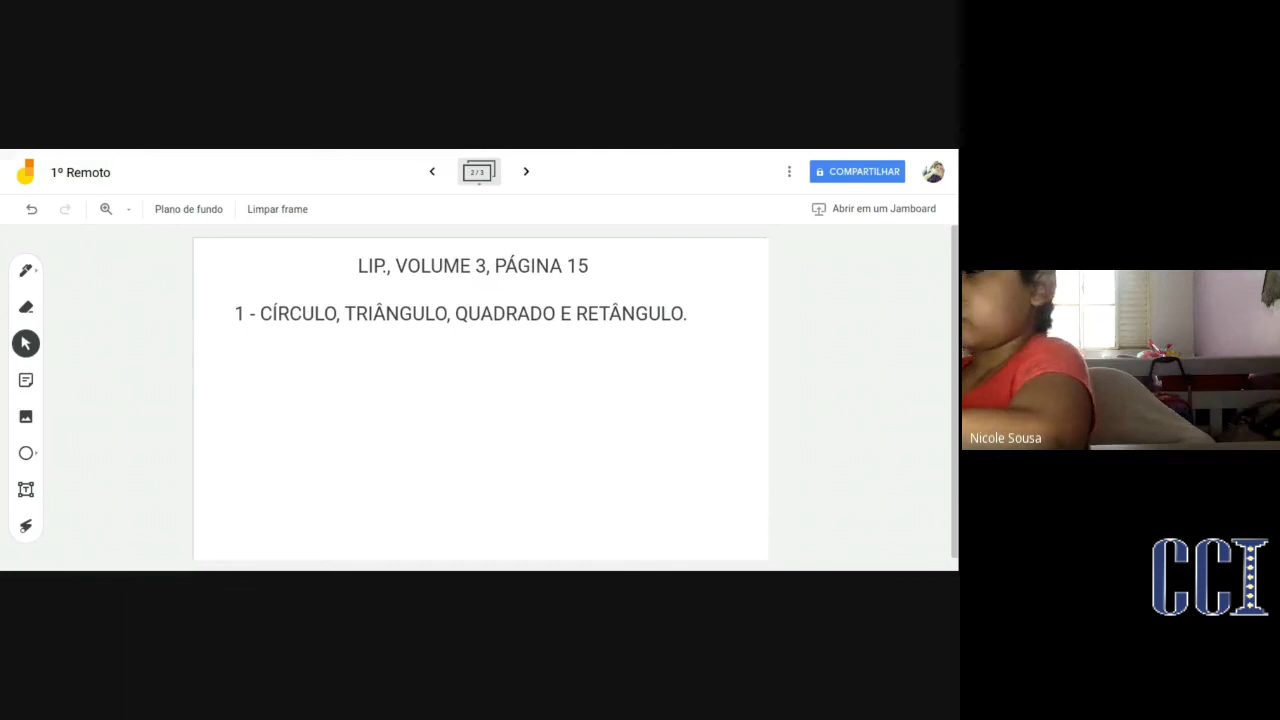 1º Remoto
2 / 3
COMPARTILHAR
Plano de fundo
Limpar frame
Abrir em um Jamboard
LIP., VOLUME 3, PÁGINA 15
1 - CÍRCULO, TRIÂNGULO, QUADRADO E RETÂNGULO.
Nicole Sousa
CCI